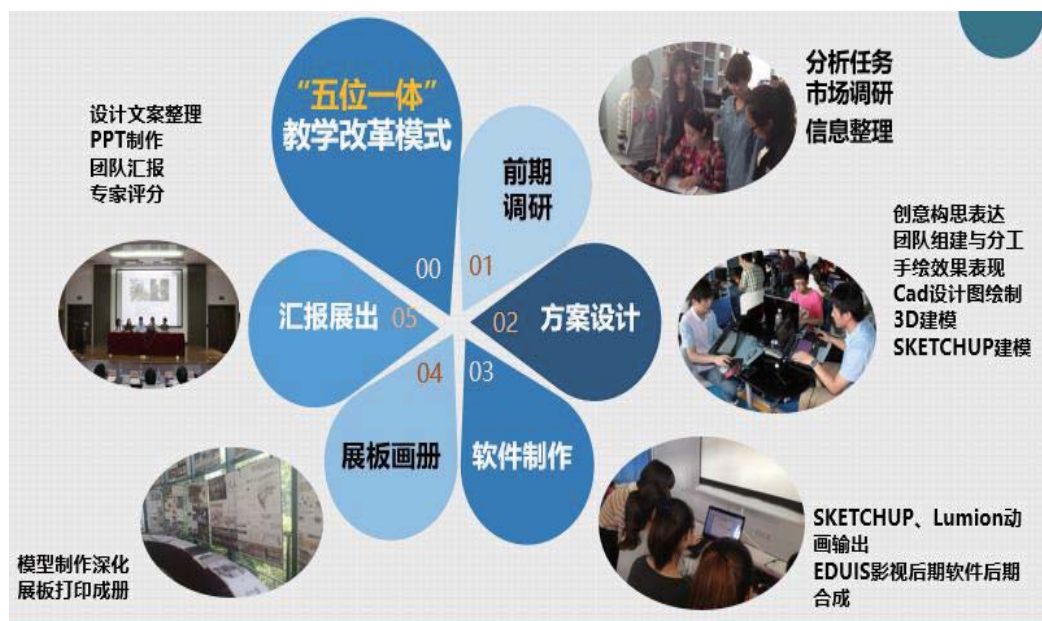 “五位一体”
教学改革模式
00
前期
调研
01
分析任务
市场调研
信息整理
方案设计
02
创意构思表达
团队组建与分工
手绘效果表现
Cad设计图绘制
3D建模
SKETCHUP建模
03
软件制作
SKETCHUP、Lumion动
画输出
EDUIS影视后期软件后期
合成
04
展板画册
模型制作深化
展板打印成册
汇报展出 05
设计文案整理
PPT制作
团队汇报
专家评分